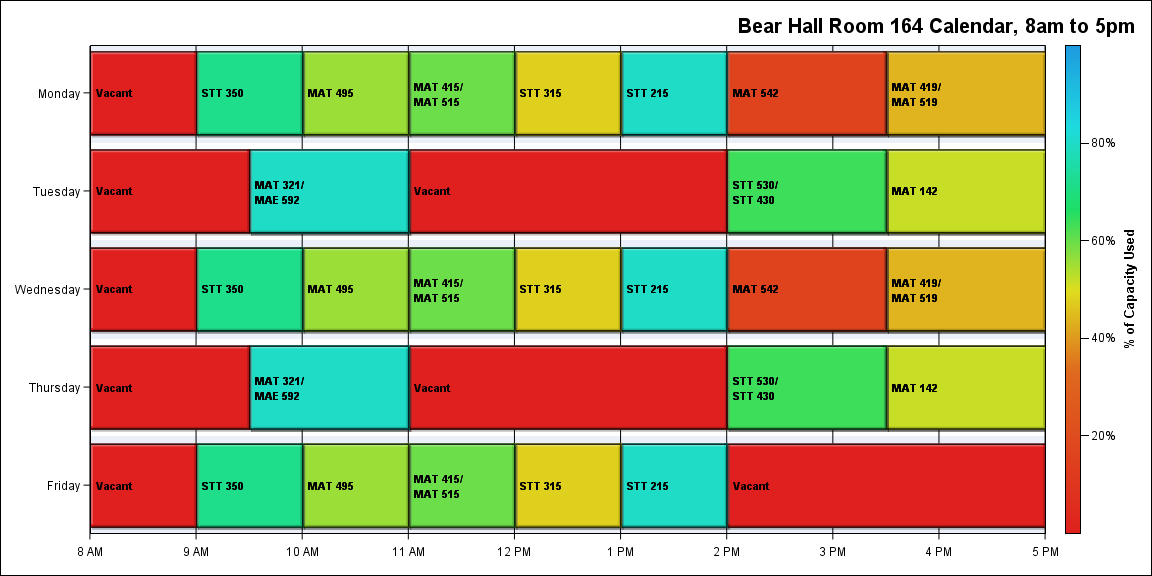 Bear Hall Room 164 Calendar, 8am to 5pm
Monday
Vacant
STT 350
MAT 495
MAT 415/
MAT 515
STT 315
STT 215
MAT 542
MAT 419/
MAT 519
Tuesday
Vacant
MAT 321/
MAE 592
Vacant
STT 530/
STT 430
MAT 142
Wednesday
Vacant
STT 350
MAT 495
MAT 415/
MAT 515
STT 315
STT 215
MAT 542
MAT 419/
MAT 519
Thursday
Vacant
MAT 321/
MAE 592
Vacant
STT 530/
STT 430
MAT 142
Friday
Vacant
STT 350
MAT 495
MAT 415/
MAT 515
STT 315
STT 215
Vacant
8 AM
9 AM
10 AM
11 AM
12 PM
1 PM
2 PM
3 PM
4 PM
5 PM
80%
60%
40%
20%
% of Capacity Used